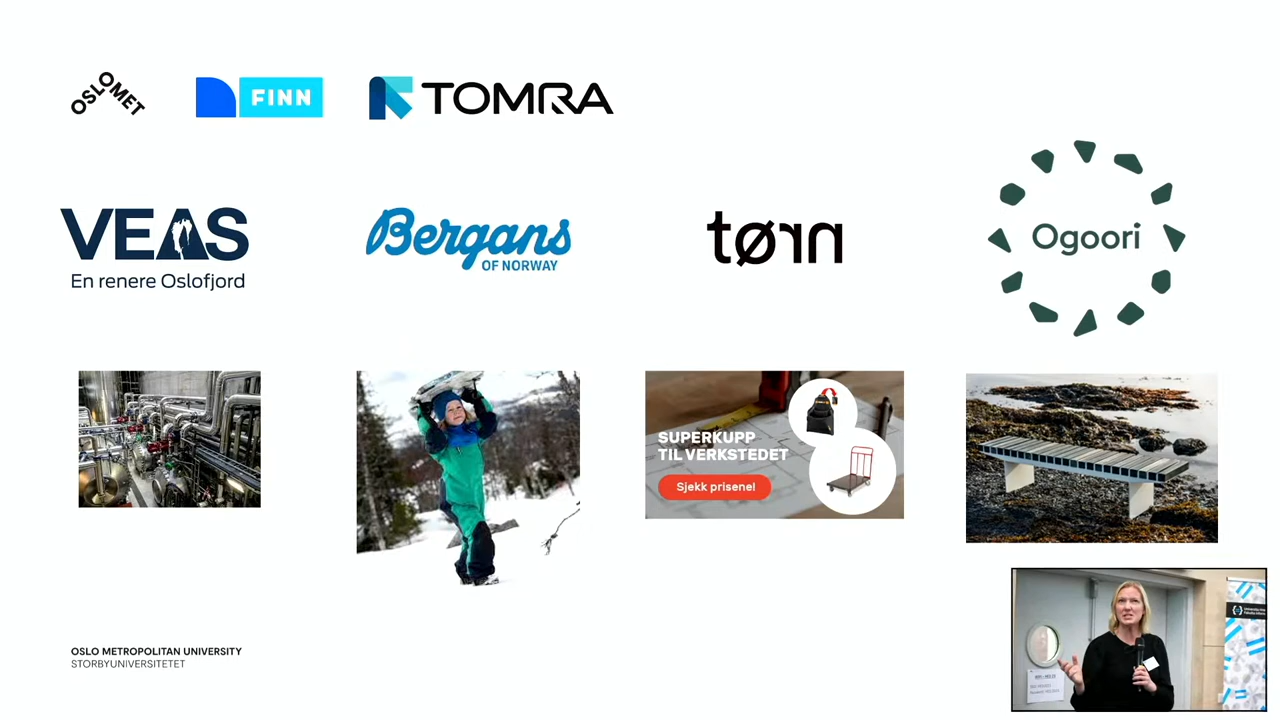 OSLOMET
FINN
TOMRA
VEAS
En renere Oslofjord
Bergans
OF NORWAY
tørn
Ogoori
SUPERKUPP
TIL VERKSTEDET
Sjekk prisene!
OSLO METROPOLITAN UNIVERSITY
STORBYUNIVERSITETET